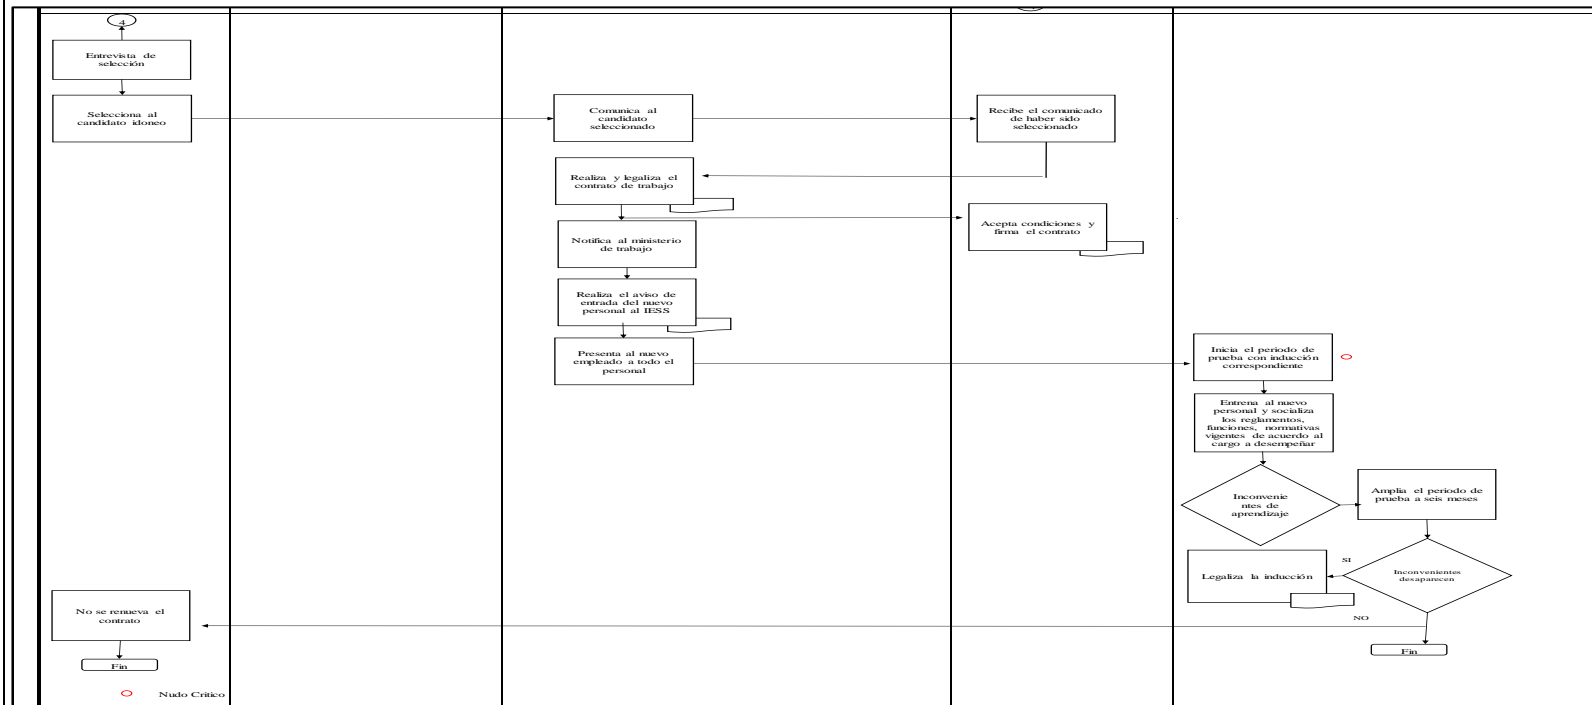 4
Entrevista de
selección
Selecciona al
candidato idoneo
Comunica al
candidato
seleccionado
Recibe el comunicado
de haber sido
seleccionado
Realiza y legaliza el
contrato de trabajo
Acepta condiciones y
firma el contrato
Notifica al ministerio
de trabajo
Realiza el aviso de
entrada del nuevo
personal al IESS
Presenta al nuevo
empleado a todo el
personal
Inicia el periodo de
prueba con inducción
correspondiente
Entrena al nuevo
personal y socializa
los reglamentos,
funciones, normativas
vigentes de acuerdo al
cargo a desempeñar
Inconvenie
ntes de
aprendizaje
Amplia el periodo de
prueba a seis meses
SI
Inconvenientes
desaparecen
Legaliza la inducción
NO
No se renueva el
contrato
Fin
Fin
Nudo Critico